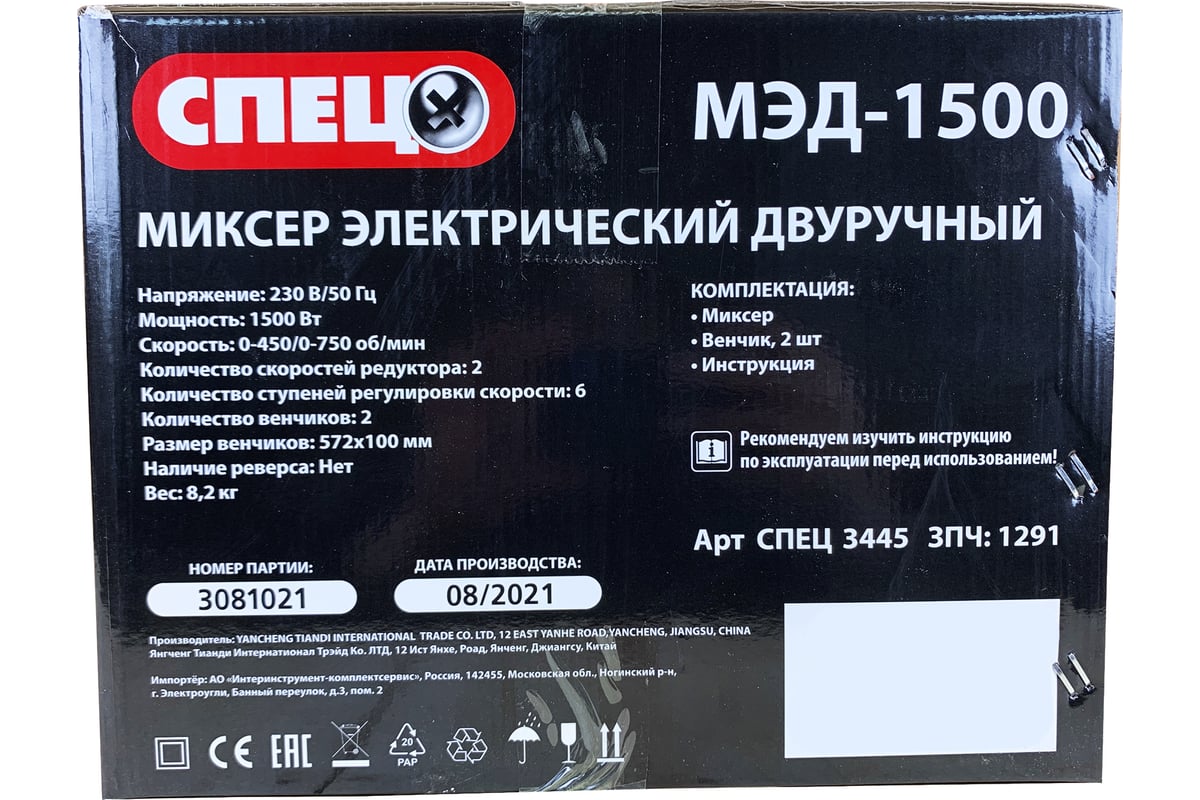 СПЕЦ
МЭД-1500
МИКСЕР ЭЛЕКТРИЧЕСКИЙ ДВУРУЧНЫЙ
Напряжение: 230 В/50 Гц
Мощность: 1500 Вт
Скорость: 0-450/0-750 об/мин
Количество скоростей редуктора: 2
Количество ступеней регулировки скорости: 6
Количество венчиков: 2
Размер венчиков: 572x100 мм
Наличие реверса: Нет
Вес: 8,2 кг
КОМПЛЕКТАЦИЯ:
• Миксер
• Венчик, 2 шт
• Инструкция
Рекомендуем изучить инструкцию
по эксплуатации перед использованием!
Арт СПЕЦ 3445 ЗПЧ: 1291
НОМЕР ПАРТИИ:
3081021
ДАТА ПРОИЗВОДСТВА:
08/2021
Производитель: YANCHENG TIANDI INTERNATIONAL TRADE CO. LTD, 12 EAST YANHE ROAD,YANCHENG, JIANGSU, CHINA
Янгченг Тианди Интернатионал Трэйд Ко. ЛТД, 12 Ист Янхе, Роад, Янченг, Джиангсу, Китай
Импортёр: АО «Интеринструмент-комплектсервис», Россия, 142455, Московская обл., Ногинский р-н,
г. Электроугли, Банный переулок, д.3, пом. 2
CE EAC
20
PAP